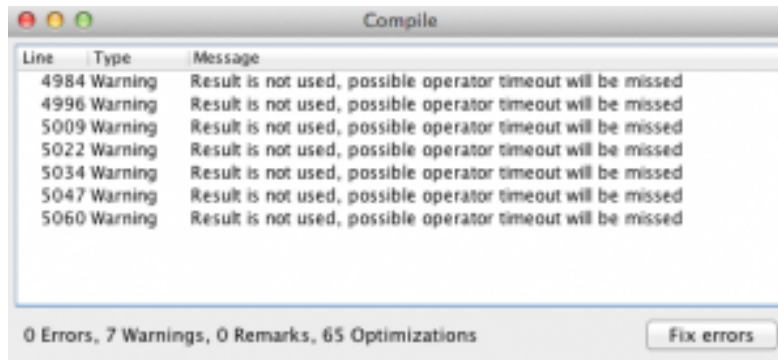 Compile
Line Type Message
4984 Warning Result is not used, possible operator timeout will be missed
4996 Warning Result is not used, possible operator timeout will be missed
5009 Warning Result is not used, possible operator timeout will be missed
5022 Warning Result is not used, possible operator timeout will be missed
5034 Warning Result is not used, possible operator timeout will be missed
5047 Warning Result is not used, possible operator timeout will be missed
5060 Warning Result is not used, possible operator timeout will be missed
0 Errors, 7 Warnings, 0 Remarks, 65 Optimizations Fix errors